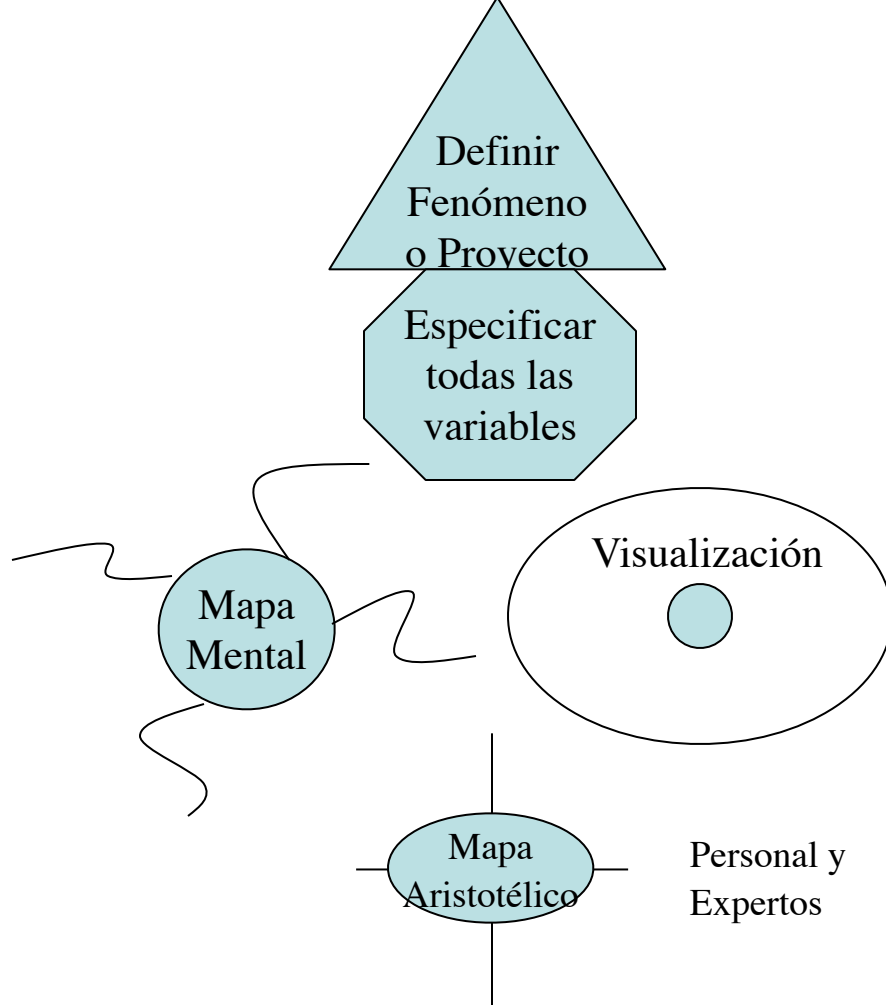 Definir
Fenómeno
o Proyecto
Especificar
todas las
variables
Visualización
Mapa
Mental
Mapa
Aristotélico
Personal y
Expertos